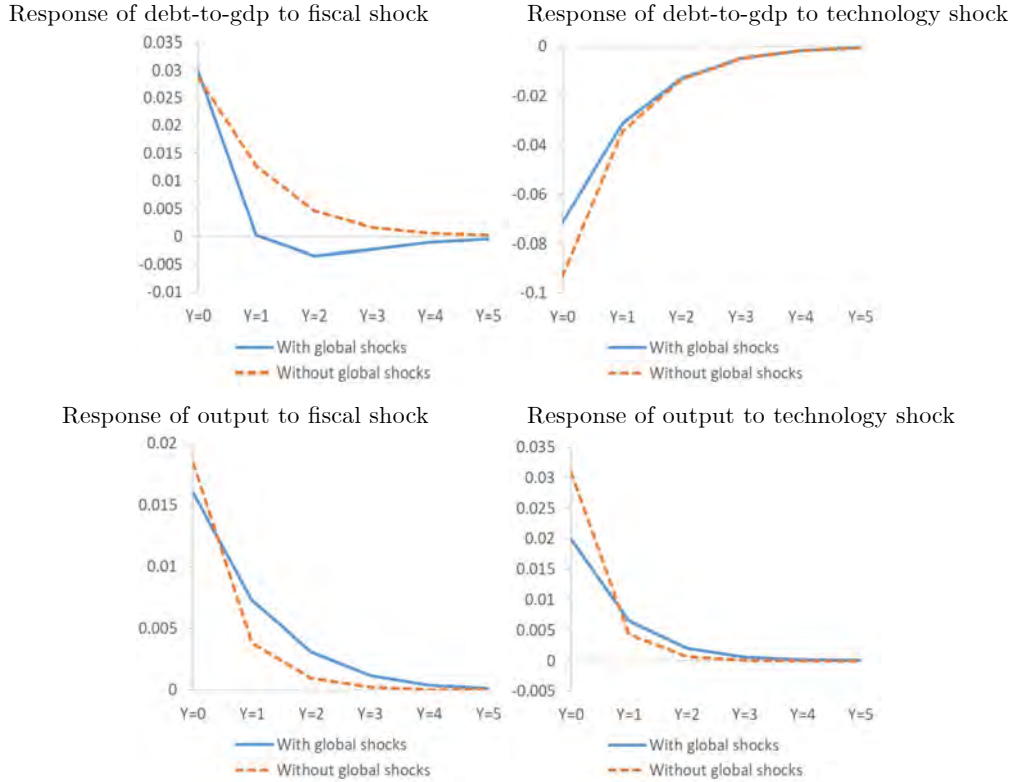 Response of debt-to-gdp to fiscal shock
0.035
0.03
0.025
0.02
0.015
0.01
0.005
0
-0.005
-0.01
Y=0 Y=1 Y=2 Y=3 Y=4 Y=5
With global shocks
Without global shocks
Response of debt-to-gdp to technology shock
0
-0.02
-0.04
-0.06
-0.08
-0.1
Y=0 Y=1 Y=2 Y=3 Y=4 Y=5
With global shocks
Without global shocks
Response of output to fiscal shock
0.02
0.015
0.01
0.005
0
Y=0 Y=1 Y=2 Y=3 Y=4 Y=5
With global shocks
Without global shocks
Response of output to technology shock
0.035
0.03
0.025
0.02
0.015
0.01
0.005
0
-0.005
Y=0 Y=1 Y=2 Y=3 Y=4 Y=5
With global shocks
Without global shocks